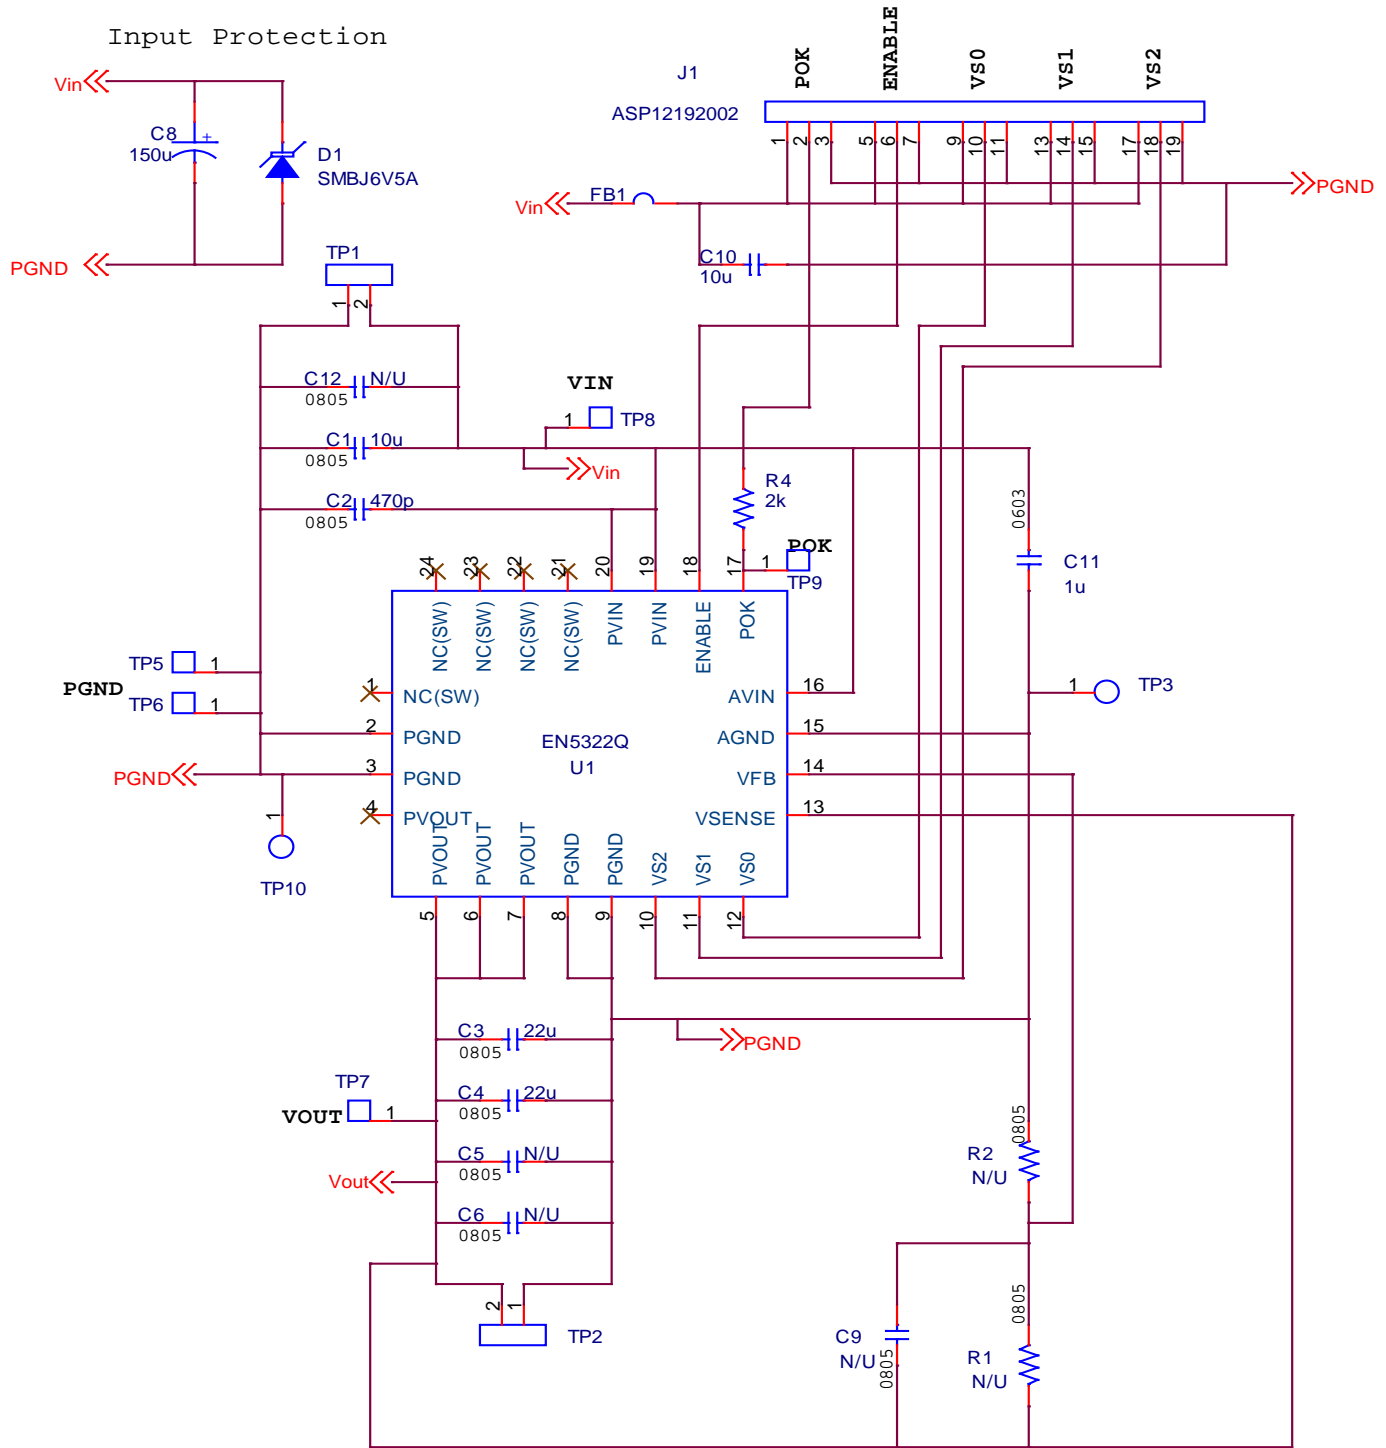 Input Protection
Vin
C8
150u
+
D1
SMBJ6V5A
PGND
J1
ASP12192002
POK
ENABLE
VS0
VS1
VS2
1
2
3
5
6
7
9
10
11
13
14
15
17
18
19
PGND
Vin
FB1
C10
10u
TP1
1
2
C12
N/U
0805
C1
10u
0805
C2
470p
0805
VIN
1
TP8
Vin
R4
2k
POK
1
TP9
0603
C11
1u
24
23
22
21
20
19
18
17
NC(SW)
NC(SW)
NC(SW)
NC(SW)
PVIN
PVIN
ENABLE
POK
TP5
1
PGND
TP6
1
PGND
1
TP10
1
NC(SW)
2
PGND
3
PGND
4
PVOUT
EN5322Q
U1
AVIN
16
AGND
15
VFB
14
VSENSE
13
1
TP3
PVOUT
PVOUT
PVOUT
PGND
PGND
VS2
VS1
VS0
5
6
7
8
9
10
11
12
C3
22u
0805
PGND
C4
22u
0805
TP7
VOUT
1
C5
N/U
0805
Vout
C6
N/U
0805
2
1
TP2
0805
R2
N/U
0805
C9
N/U
0805
R1
N/U